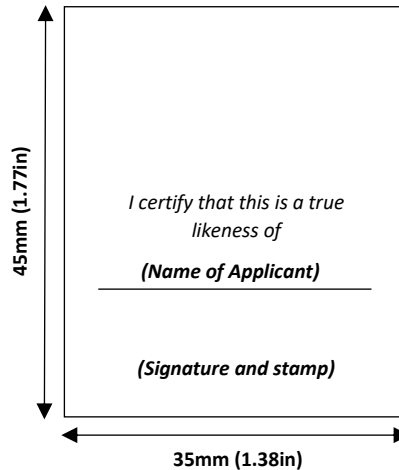 45mm (1.77in)
I certify that this is a true
likeness of
(Name of Applicant)
(Signature and stamp)
35mm (1.38in)